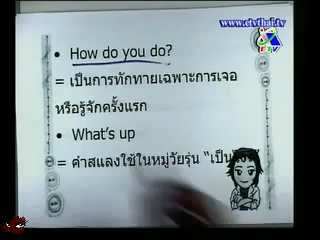 www.etvthai.tv
ETV
• How do you do?
= เป็นการทักทายเฉพาะการเจอ
หรือรู้จักครั้งแรก
• What's up
= คำสแลงใช้ในหมู่วัยรุ่น "เป็น